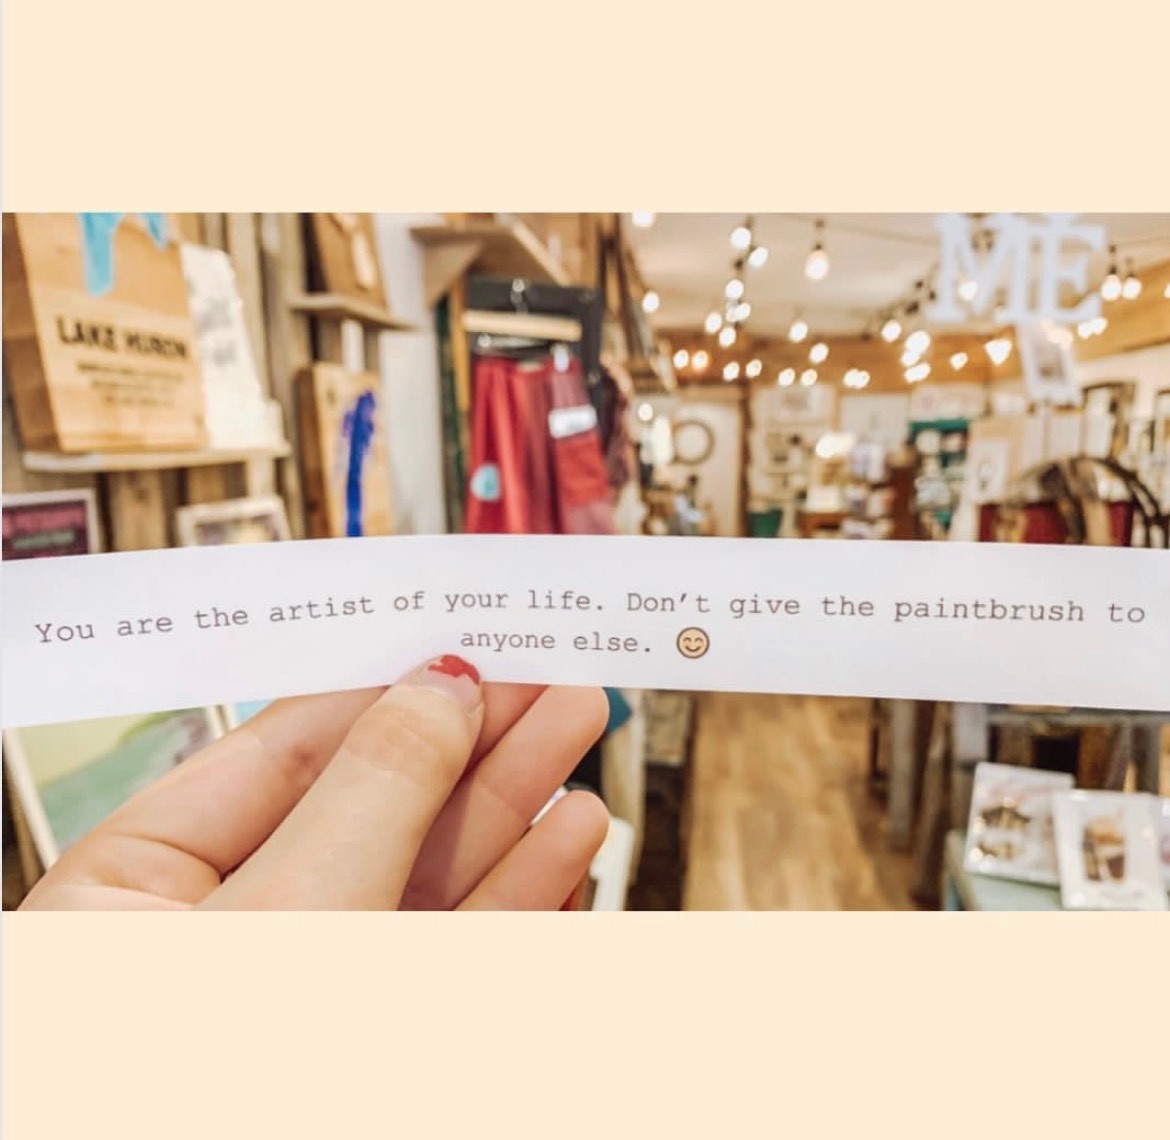 ME
LAKE HURON
You are the artist of your life. Don't give the paintbrush to
anyone else. 😊